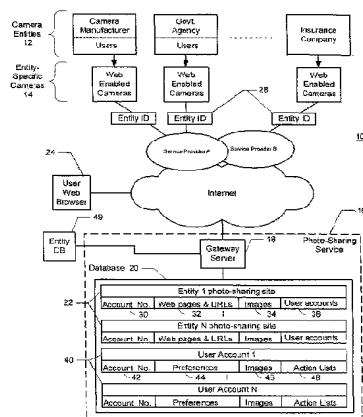 Camera Entities 12
Camera Manufacturer
Users
Govt. Agency
Users
Insurance Company
Entity-Specific Cameras 14
Web Enabled Cameras
Web Enabled Cameras
Web Enabled Cameras
28
Entity ID
Entity ID
Entity ID
Service Provider A
Service Provider B
10
24
User Web Browser
Internet
49
Entity DB
Gateway Server
18
Photo-Sharing Service
16
Database 20
22
Entity 1 photo-sharing site
Account No. Web pages & URLs Images User accounts
30 32 34 36
Entity N photo-sharing site
Account No. Web pages & URLs Images User accounts
40
User Account 1
Account No. Preferences Images Action Lists
42 44 46 48
User Account N
Account No. Preferences Images Action Lists